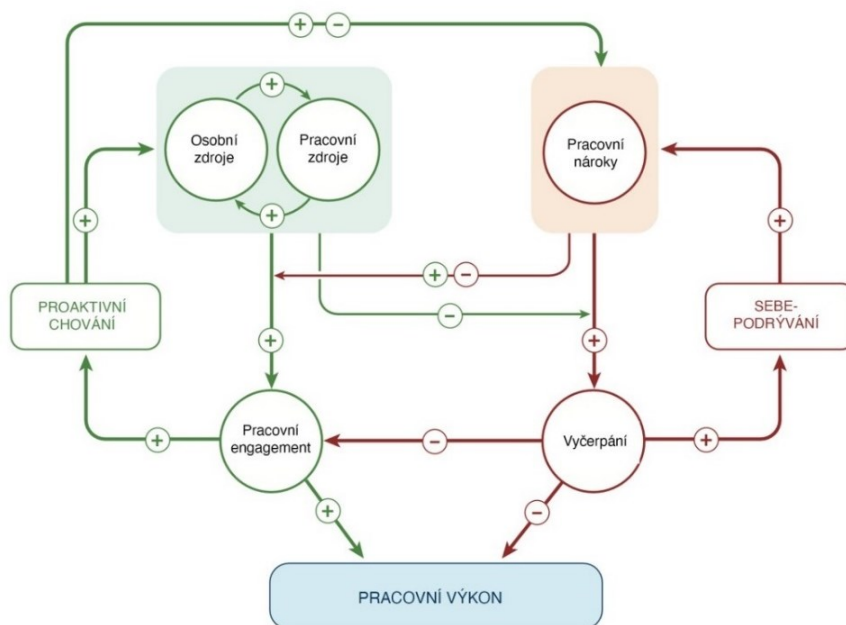 +
−
+
Osobní
zdroje
Pracovní
zdroje
+
Pracovní
nároky
+
+
+
−
−
PROAKTIVNÍ
CHOVÁNÍ
SEBE-
PODRÝVÁNÍ
+
+
+
Pracovní
engagement
−
Vyčerpání
+
+
−
PRACOVNÍ VÝKON